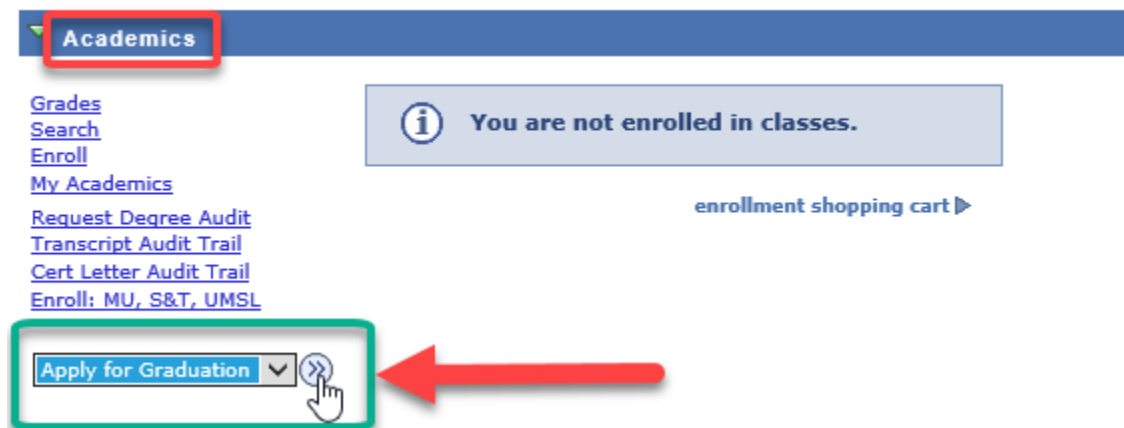 Academics
Grades
Search
Enroll
My Academics
Request Degree Audit
Transcript Audit Trail
Cert Letter Audit Trail
Enroll: MU, S&T, UMSL
Apply for Graduation
You are not enrolled in classes.
enrollment shopping cart